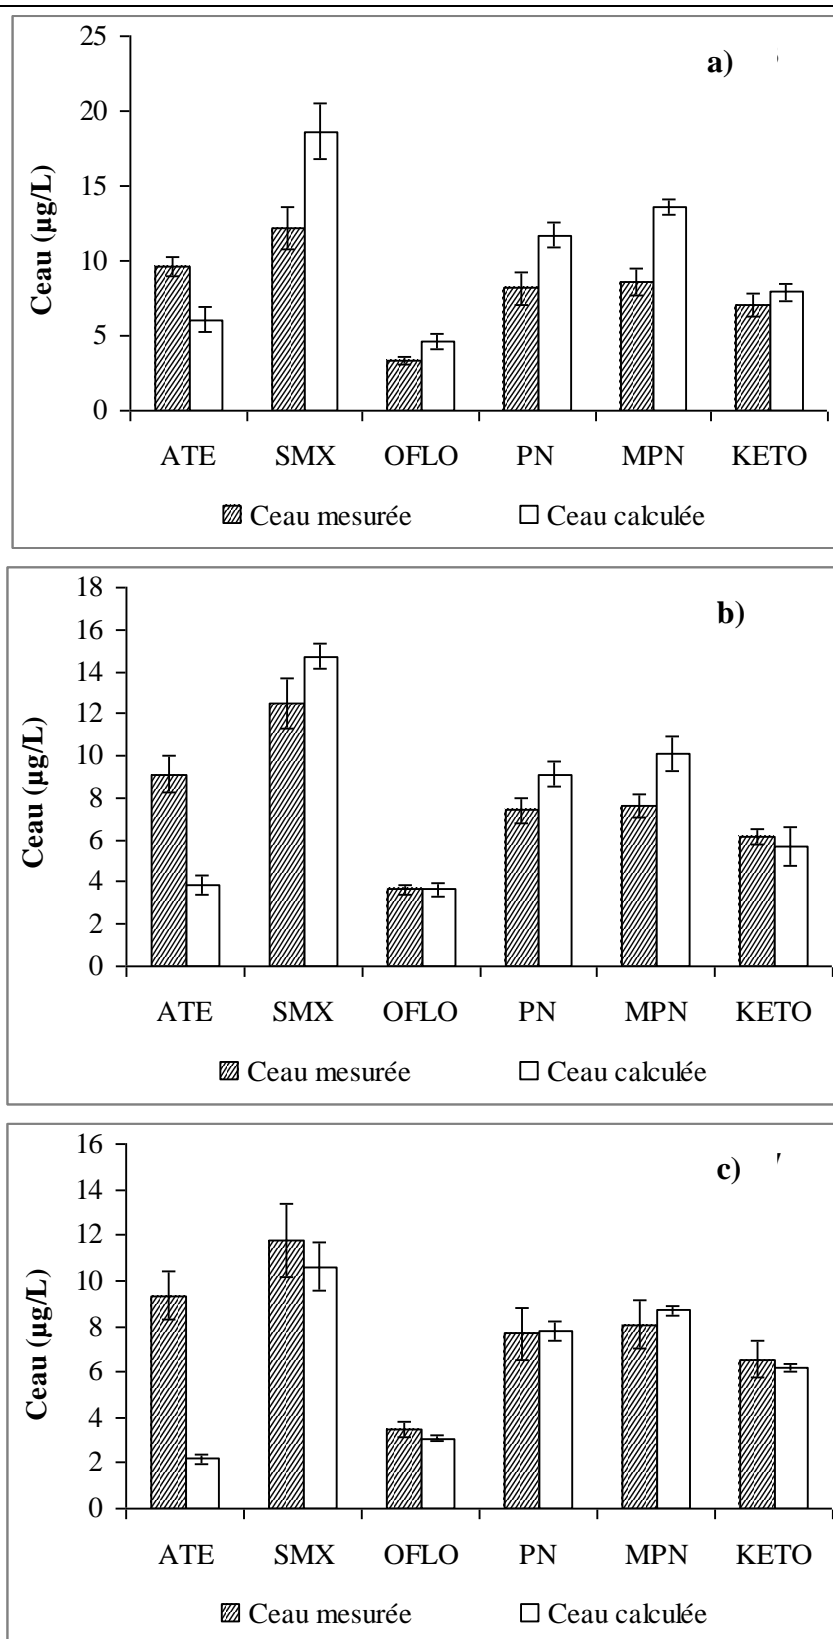 a)
25
20
15
10
5
0
Ceau (µg/L)
ATE SMX OFLO PN MPN KETO
Ceau mesurée Ceau calculée
b)
18
16
14
12
10
8
6
4
2
0
Ceau (µg/L)
ATE SMX OFLO PN MPN KETO
Ceau mesurée Ceau calculée
c)
16
14
12
10
8
6
4
2
0
Ceau (µg/L)
ATE SMX OFLO PN MPN KETO
Ceau mesurée Ceau calculée